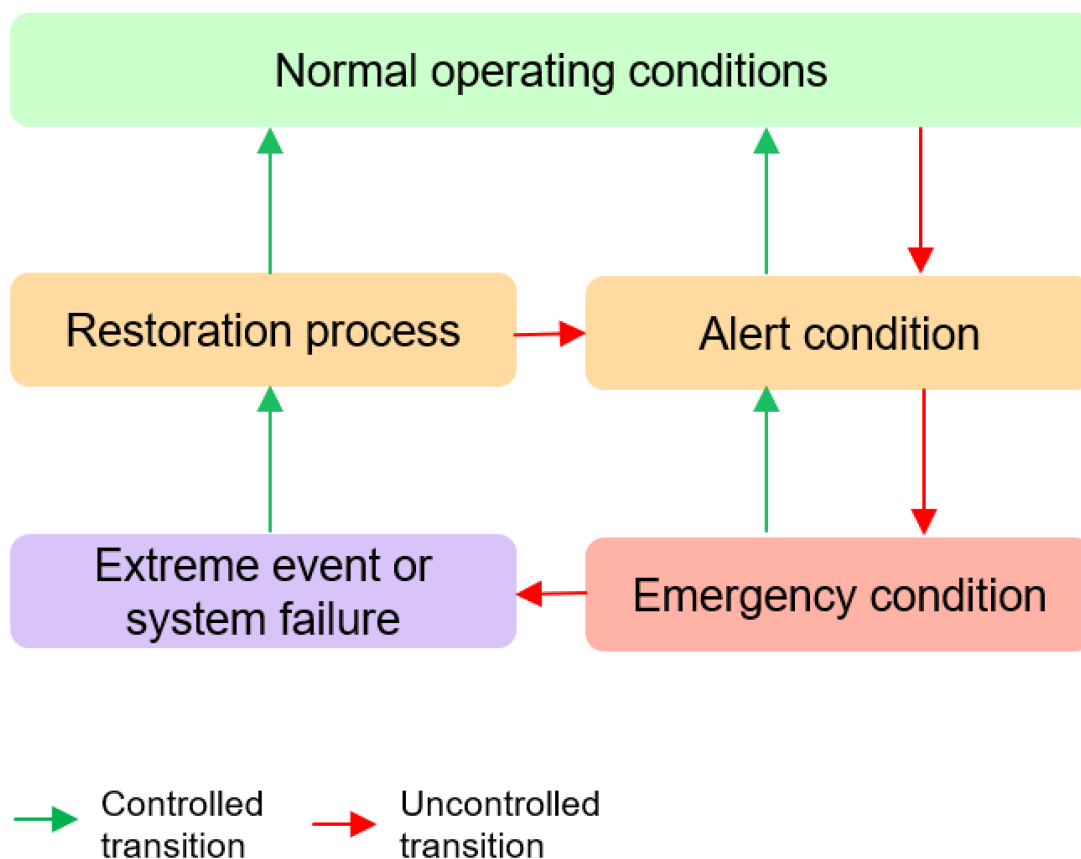 Normal operating conditions
Restoration process
Alert condition
Extreme event or
system failure
Emergency condition
Controlled
transition
Uncontrolled
transition